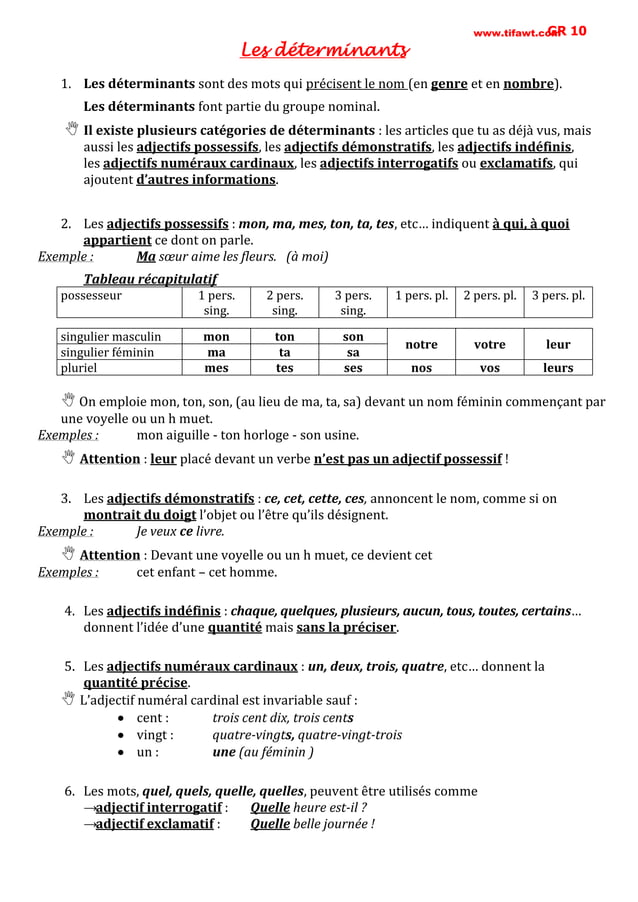 www.tifawt.com GR 10
Les déterminants
1. Les déterminants sont des mots qui précisent le nom (en genre et en nombre).
Les déterminants font partie du groupe nominal.
Il existe plusieurs catégories de déterminants : les articles que tu as déjà vus, mais
aussi les adjectifs possessifs, les adjectifs démonstratifs, les adjectifs indéfinis,
les adjectifs numéraux cardinaux, les adjectifs interrogatifs ou exclamatifs, qui
ajoutent d'autres informations.
2. Les adjectifs possessifs : mon, ma, mes, ton, ta, tes, etc… indiquent à qui, à quoi
appartient ce dont on parle.
Exemple : Ma sœur aime les fleurs. (à moi)
Tableau récapitulatif
possesseur 1 pers. sing. 2 pers. sing. 3 pers. sing. 1 pers. pl. 2 pers. pl. 3 pers. pl.
singulier masculin mon ton son notre votre leur
singulier féminin ma ta sa
pluriel mes tes ses nos vos leurs
On emploie mon, ton, son, (au lieu de ma, ta, sa) devant un nom féminin commençant par
une voyelle ou un h muet.
Exemples : mon aiguille - ton horloge - son usine.
Attention : leur placé devant un verbe n'est pas un adjectif possessif !
3. Les adjectifs démonstratifs : ce, cet, cette, ces, annoncent le nom, comme si on
montrait du doigt l'objet ou l'être qu'ils désignent.
Exemple : Je veux ce livre.
Attention : Devant une voyelle ou un h muet, ce devient cet
Exemples : cet enfant – cet homme.
4. Les adjectifs indéfinis : chaque, quelques, plusieurs, aucun, tous, toutes, certains…
donnent l'idée d'une quantité mais sans la préciser.
5. Les adjectifs numéraux cardinaux : un, deux, trois, quatre, etc… donnent la
quantité précise.
L'adjectif numéral cardinal est invariable sauf :
• cent : trois cent dix, trois cents
• vingt : quatre-vingts, quatre-vingt-trois
• un : une (au féminin )
6. Les mots, quel, quels, quelle, quelles, peuvent être utilisés comme
→adjectif interrogatif : Quelle heure est-il ?
→adjectif exclamatif : Quelle belle journée !